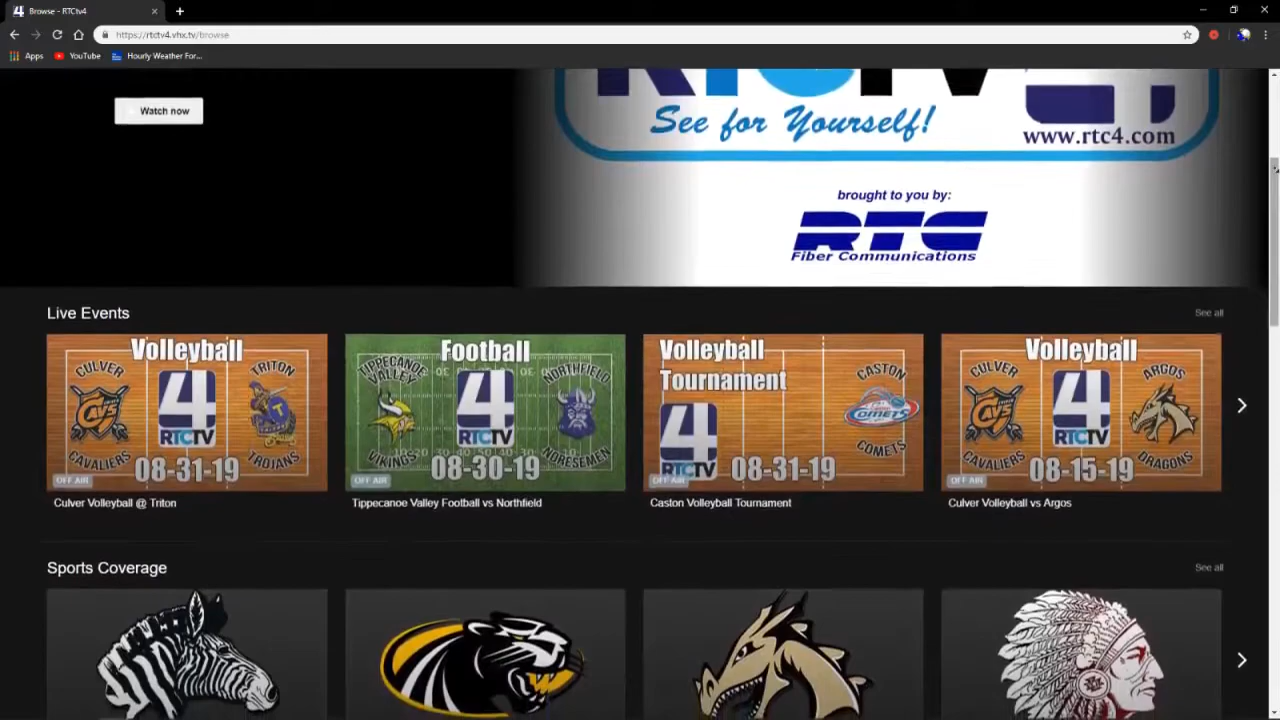 4 Browse - RTCtv4
https://rtctv4.vhx.tv/browse
Apps YouTube Hourly Weather For...
Watch now
RTCTV4
See for Yourself!
www.rtc4.com
brought to you by:
RTC
Fiber Communications
Live Events See all
Volleyball
CULVER TRITON
4
RTCTV
CAVALIERS TROJANS
08-31-19
OFF AIR
Culver Volleyball @ Triton
Football
TIPPECANOE VALLEY NORTHFIELD
4
RTCTV
VIKINGS NORSEMEN
08-30-19
OFF AIR
Tippecanoe Valley Football vs Northfield
Volleyball
Tournament
CASTON
COMETS
4
RTCTV
COMETS
08-31-19
OFF AIR
Caston Volleyball Tournament
Volleyball
CULVER ARGOS
CAVS
4
RTCTV
CAVALIERS DRAGONS
08-15-19
OFF AIR
Culver Volleyball vs Argos
Sports Coverage See all